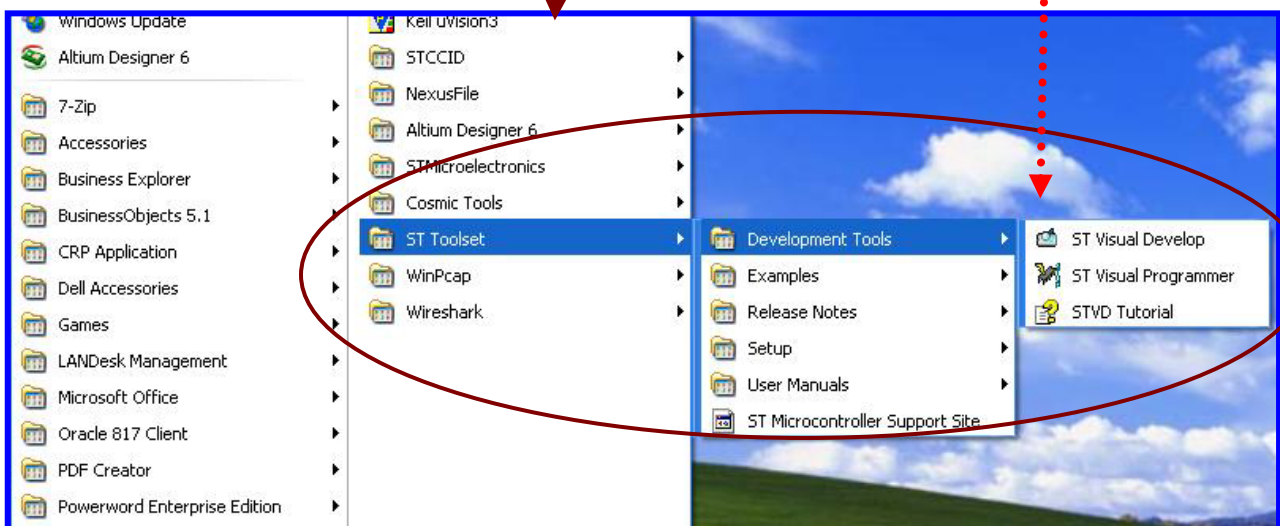 Windows Update
Altium Designer 6
7-Zip
Accessories
Business Explorer
BusinessObjects 5.1
CRP Application
Dell Accessories
Games
LANDesk Management
Microsoft Office
Oracle 817 Client
PDF Creator
Powerword Enterprise Edition
Keil uVision3
STCCID
NexusFile
Altium Designer 6
STMicroelectronics
Cosmic Tools
ST Toolset
WinPcap
Wireshark
Development Tools
Examples
Release Notes
Setup
User Manuals
ST Microcontroller Support Site
ST Visual Develop
ST Visual Programmer
STVD Tutorial